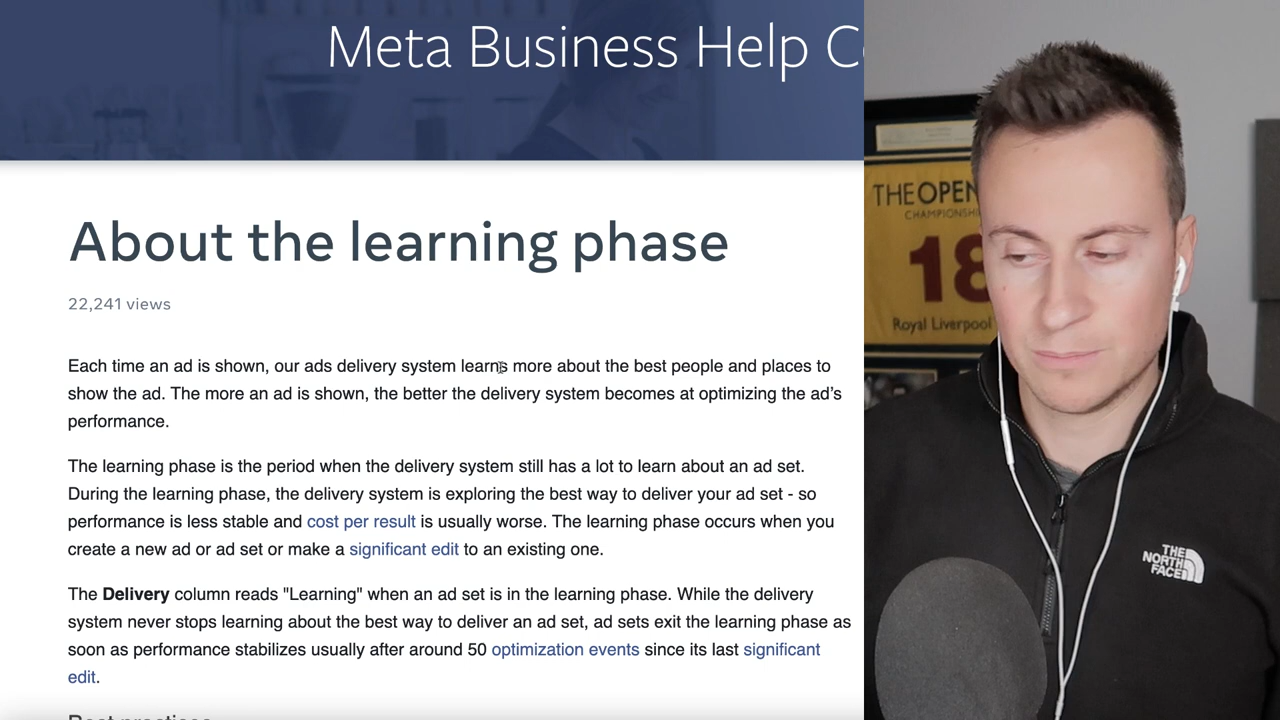 Meta Business Help C
About the learning phase
22,241 views
Each time an ad is shown, our ads delivery system learns more about the best people and places to
show the ad. The more an ad is shown, the better the delivery system becomes at optimizing the ad’s
performance.
The learning phase is the period when the delivery system still has a lot to learn about an ad set.
During the learning phase, the delivery system is exploring the best way to deliver your ad set - so
performance is less stable and cost per result is usually worse. The learning phase occurs when you
create a new ad or ad set or make a significant edit to an existing one.
The Delivery column reads "Learning" when an ad set is in the learning phase. While the delivery
system never stops learning about the best way to deliver an ad set, ad sets exit the learning phase as
soon as performance stabilizes usually after around 50 optimization events since its last significant
edit.
Best practices
THE OPEN
CHAMPIONSHI
18
Royal Liverpool
THE
NORTH
FACE